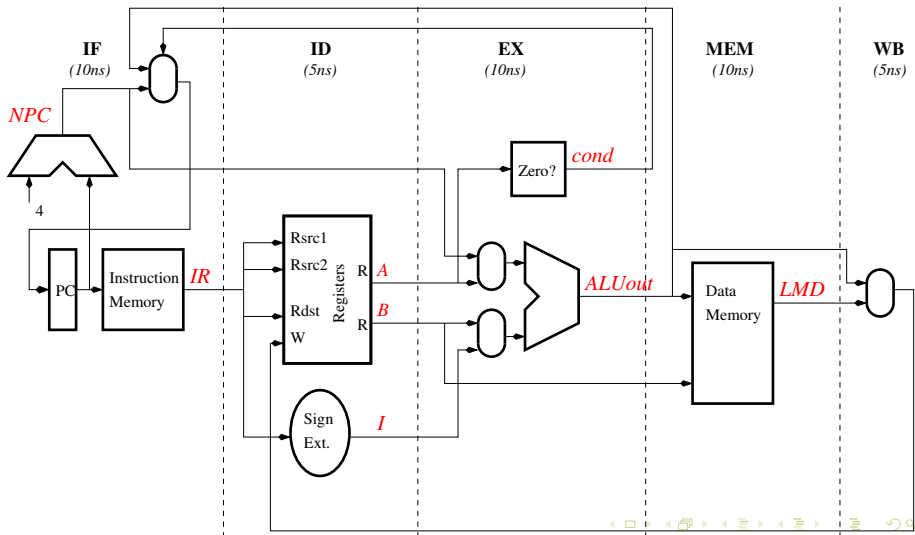 IF
(10ns)
ID
(5ns)
EX
(10ns)
MEM
(10ns)
WB
(5ns)
NPC
4
PC
Instruction
Memory
IR
Rsrc1
Rsrc2
Rdst
W
R
R
Registers
A
B
Sign
Ext.
I
Zero?
cond
ALUout
Data
Memory
LMD